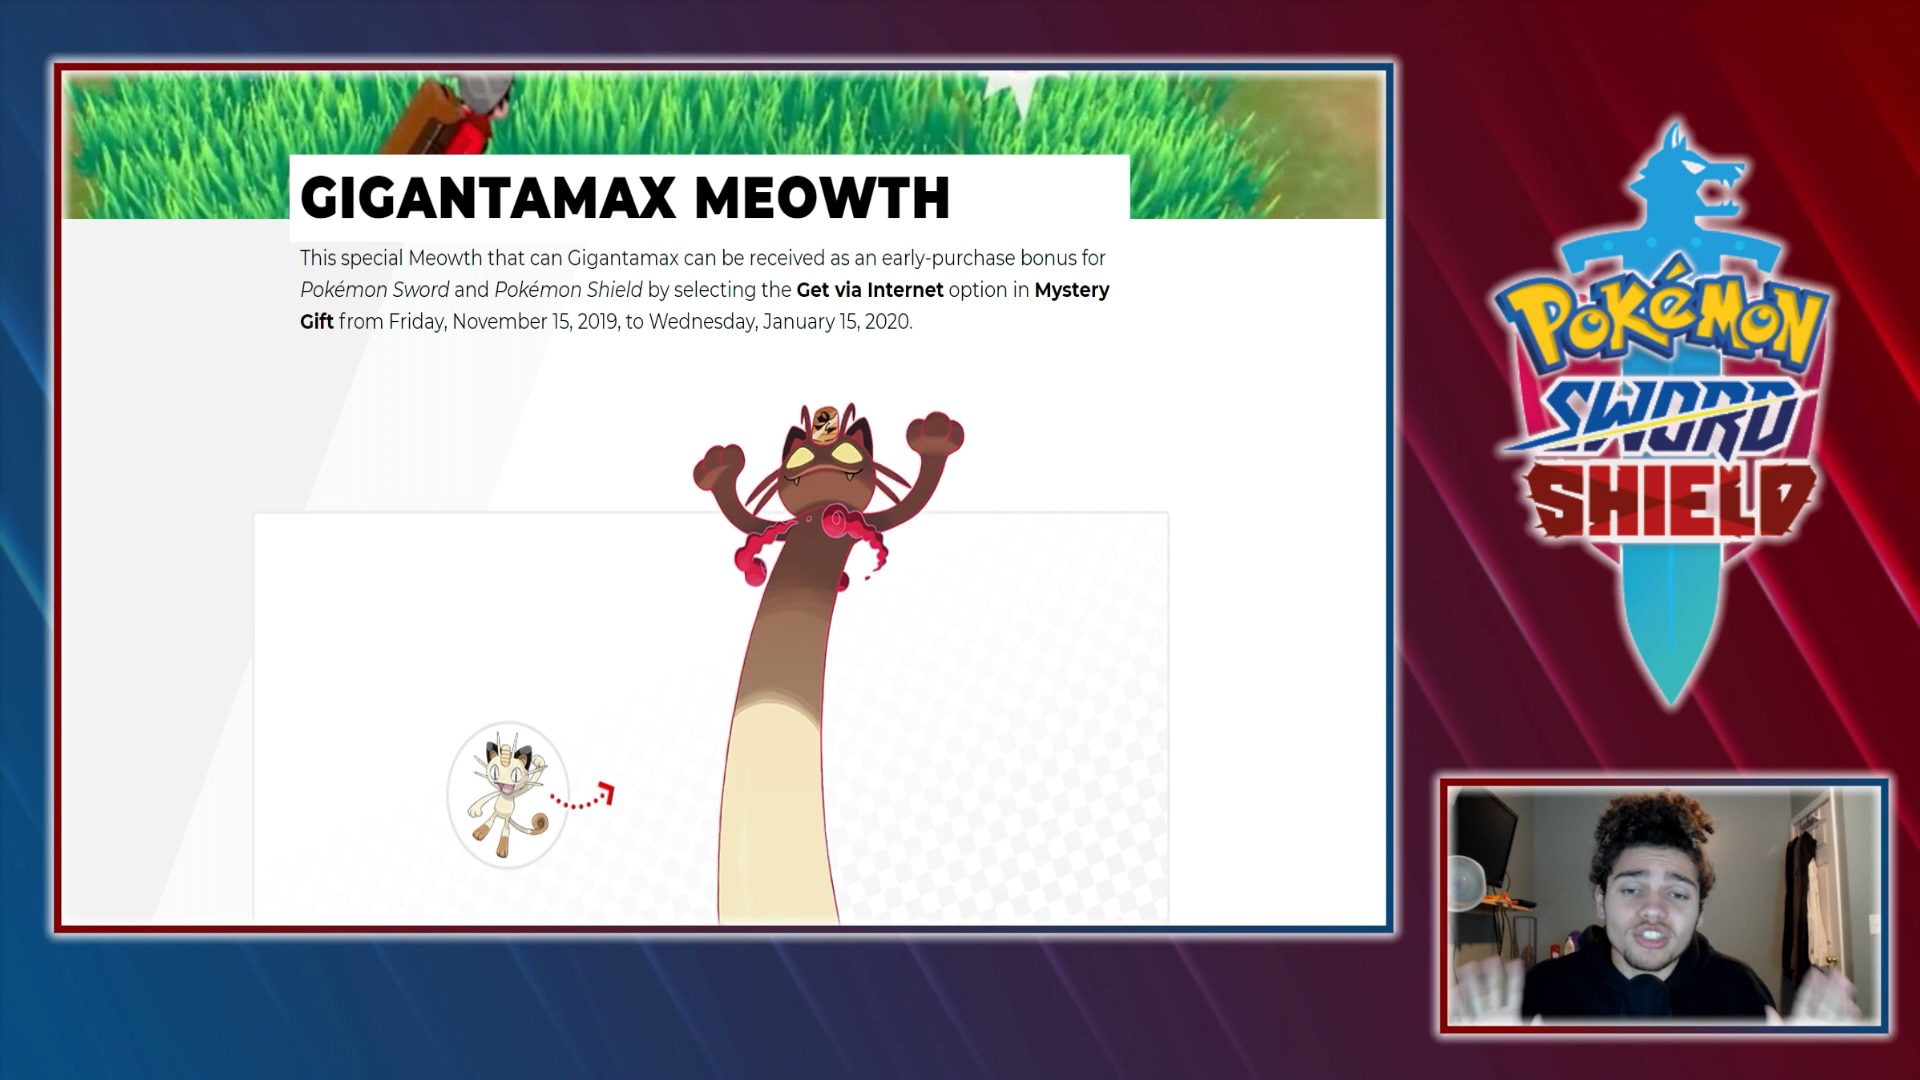 GIGANTAMAX MEOWTH
This special Meowth that can Gigantamax can be received as an early-purchase bonus for
Pokémon Sword and Pokémon Shield by selecting the Get via Internet option in Mystery
Gift from Friday, November 15, 2019, to Wednesday, January 15, 2020.
POKéMON
SWORD
SHIELD